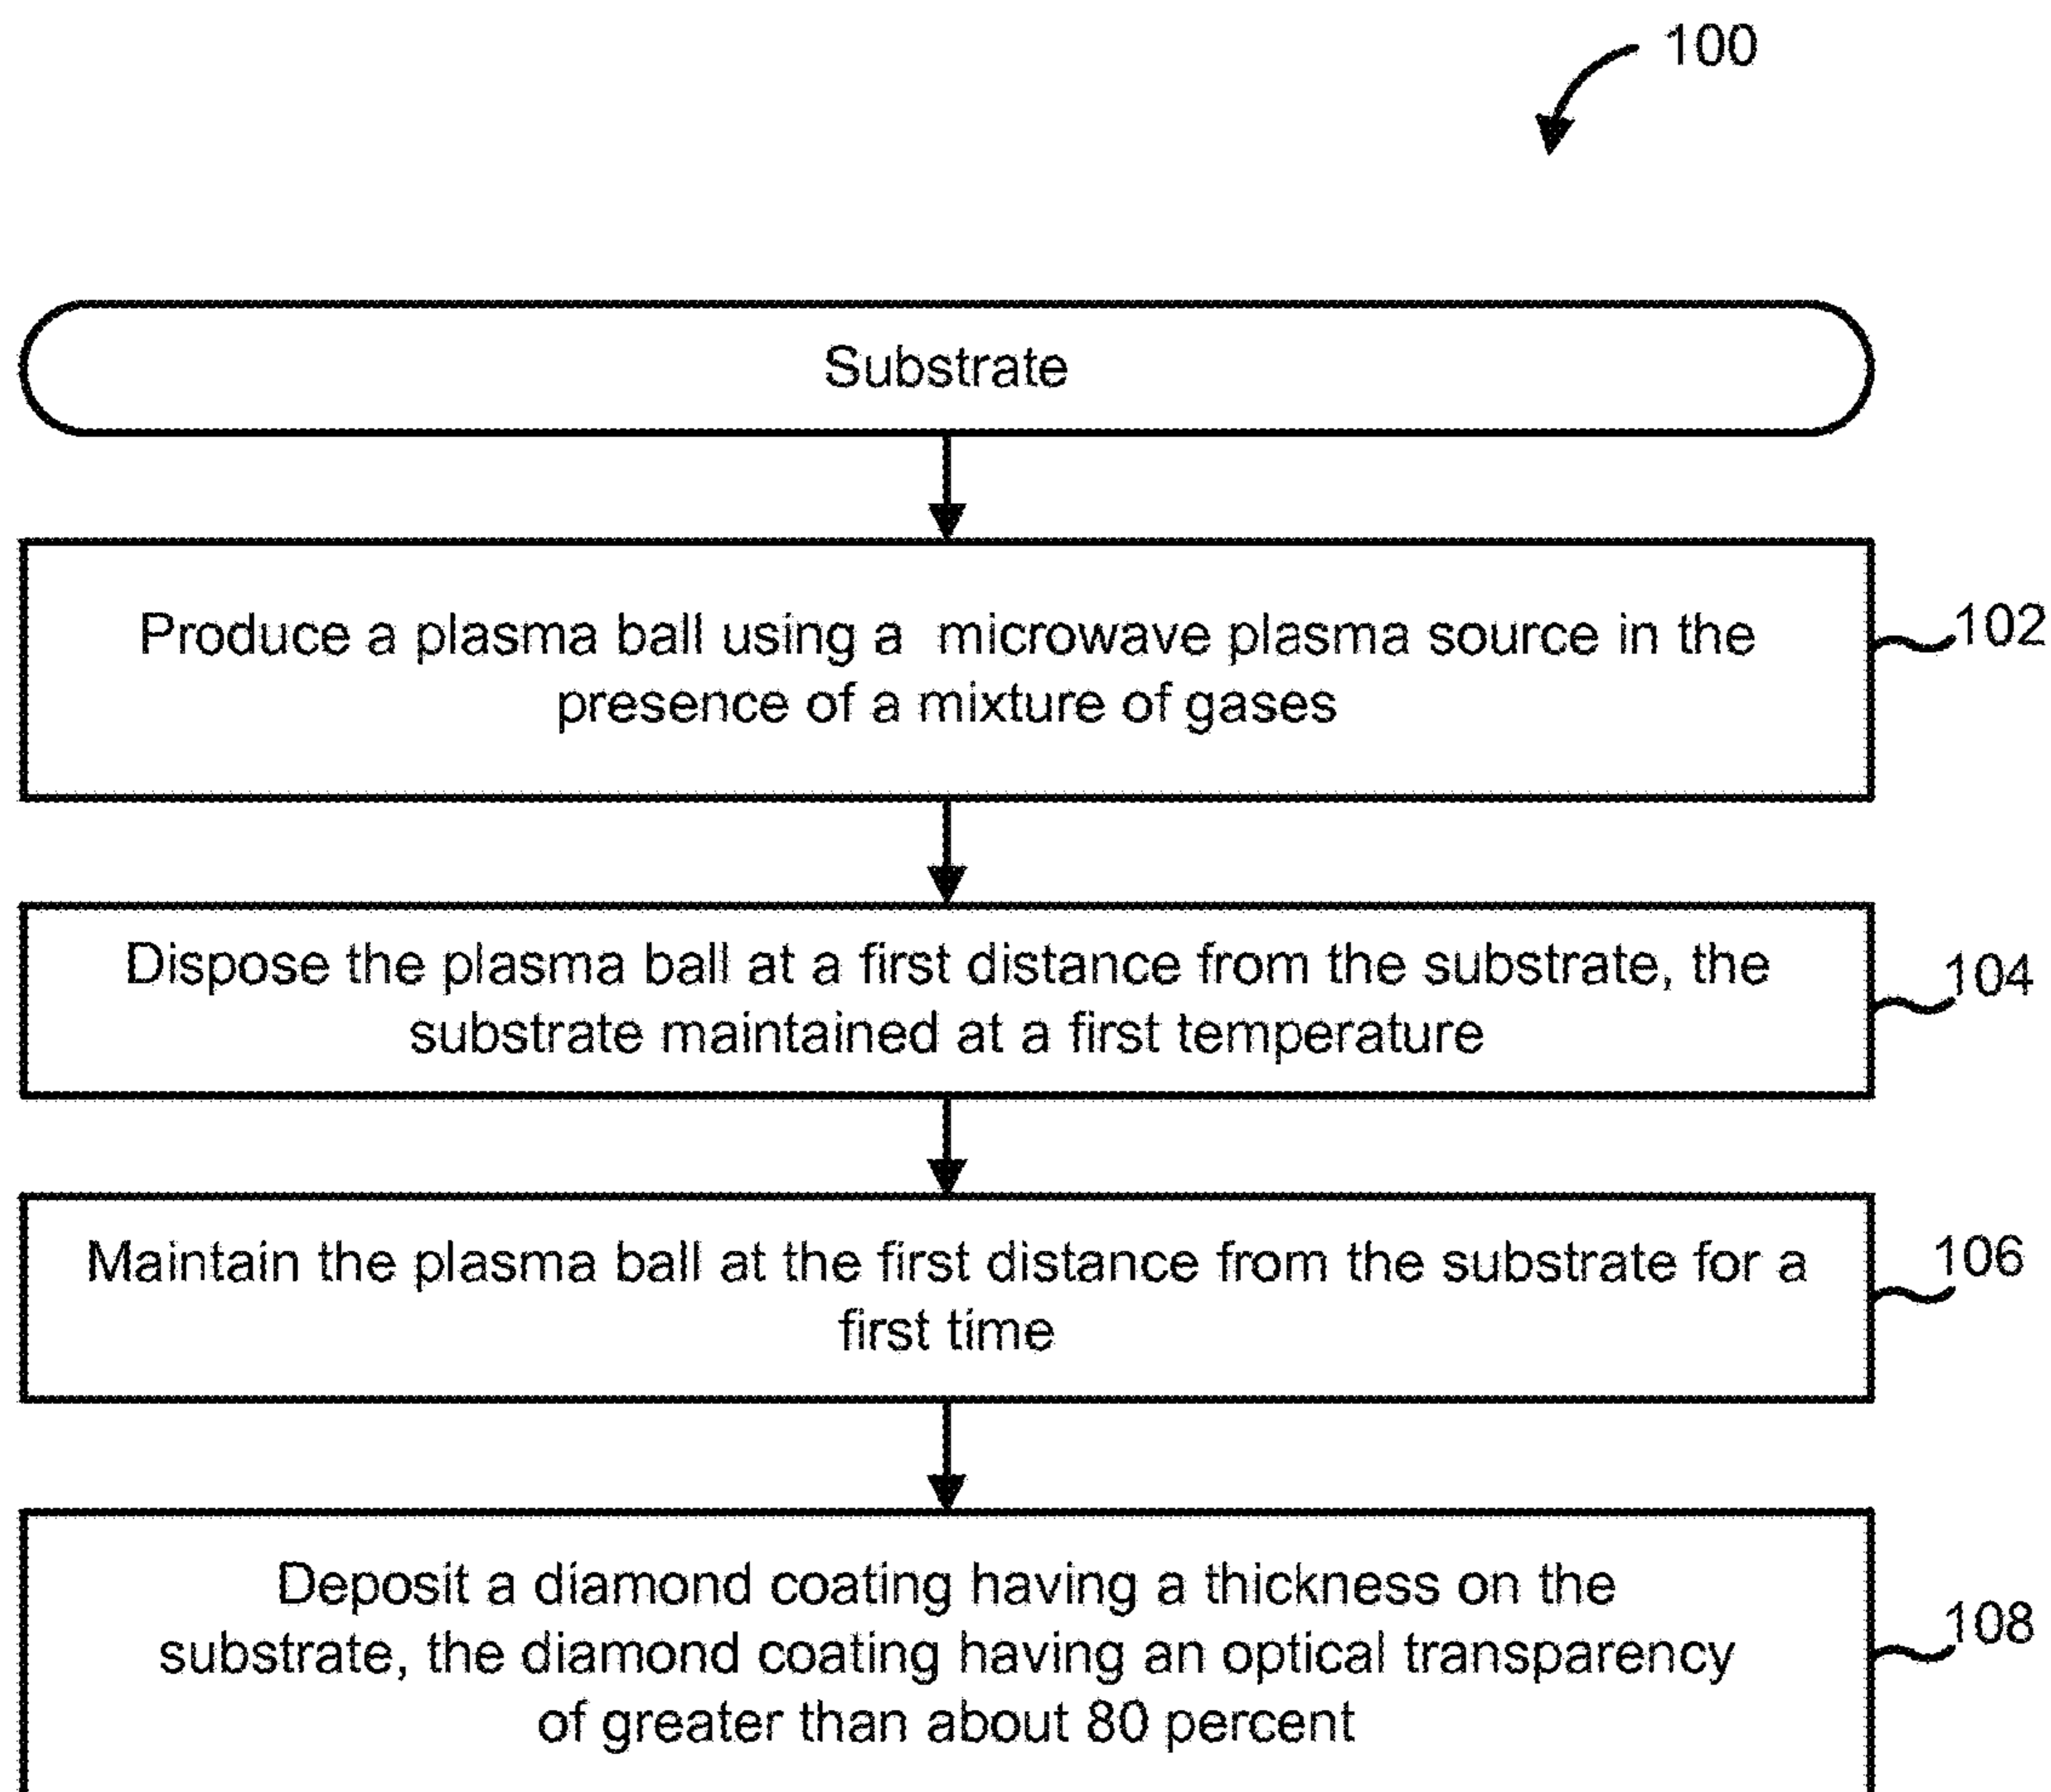 100
Substrate
Produce a plasma ball using a microwave plasma source in the
presence of a mixture of gases
102
Dispose the plasma ball at a first distance from the substrate, the
substrate maintained at a first temperature
104
Maintain the plasma ball at the first distance from the substrate for a
first time
106
Deposit a diamond coating having a thickness on the
substrate, the diamond coating having an optical transparency
of greater than about 80 percent
108